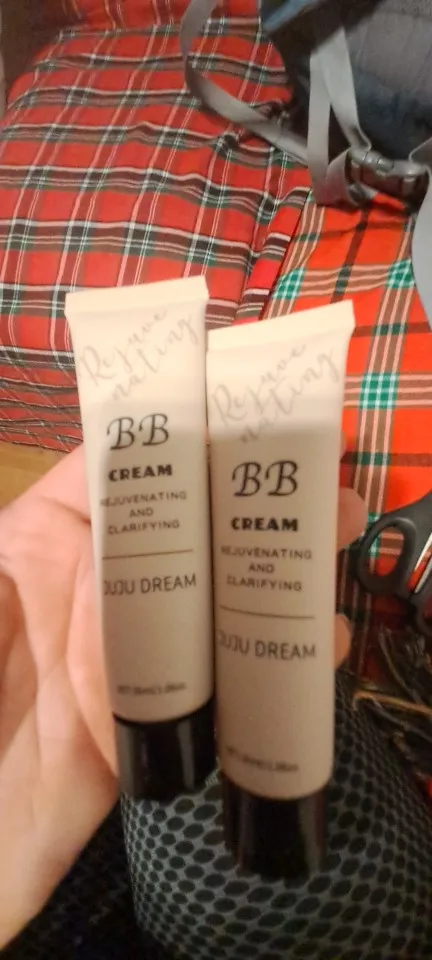 Rejuve
nating
BB
CREAM
REJUVENATING
AND
CLARIFYING
JUJU DREAM
Rejuve
nating
BB
CREAM
REJUVENATING
AND
CLARIFYING
JUJU DREAM